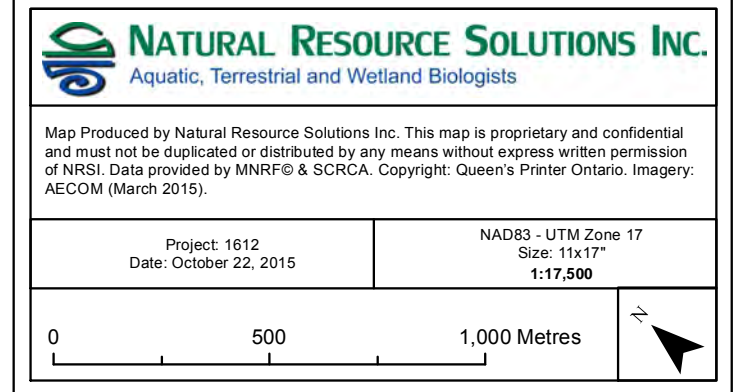 NATURAL RESOURCE SOLUTIONS INC.
Aquatic, Terrestrial and Wetland Biologists
Map Produced by Natural Resource Solutions Inc. This map is proprietary and confidential
and must not be duplicated or distributed by any means without express written permission
of NRSI. Data provided by MNRF© & SCRCA. Copyright: Queen's Printer Ontario. Imagery:
AECOM (March 2015).
Project: 1612
Date: October 22, 2015
NAD83 - UTM Zone 17
Size: 11x17"
1:17,500
0 500 1,000 Metres
N